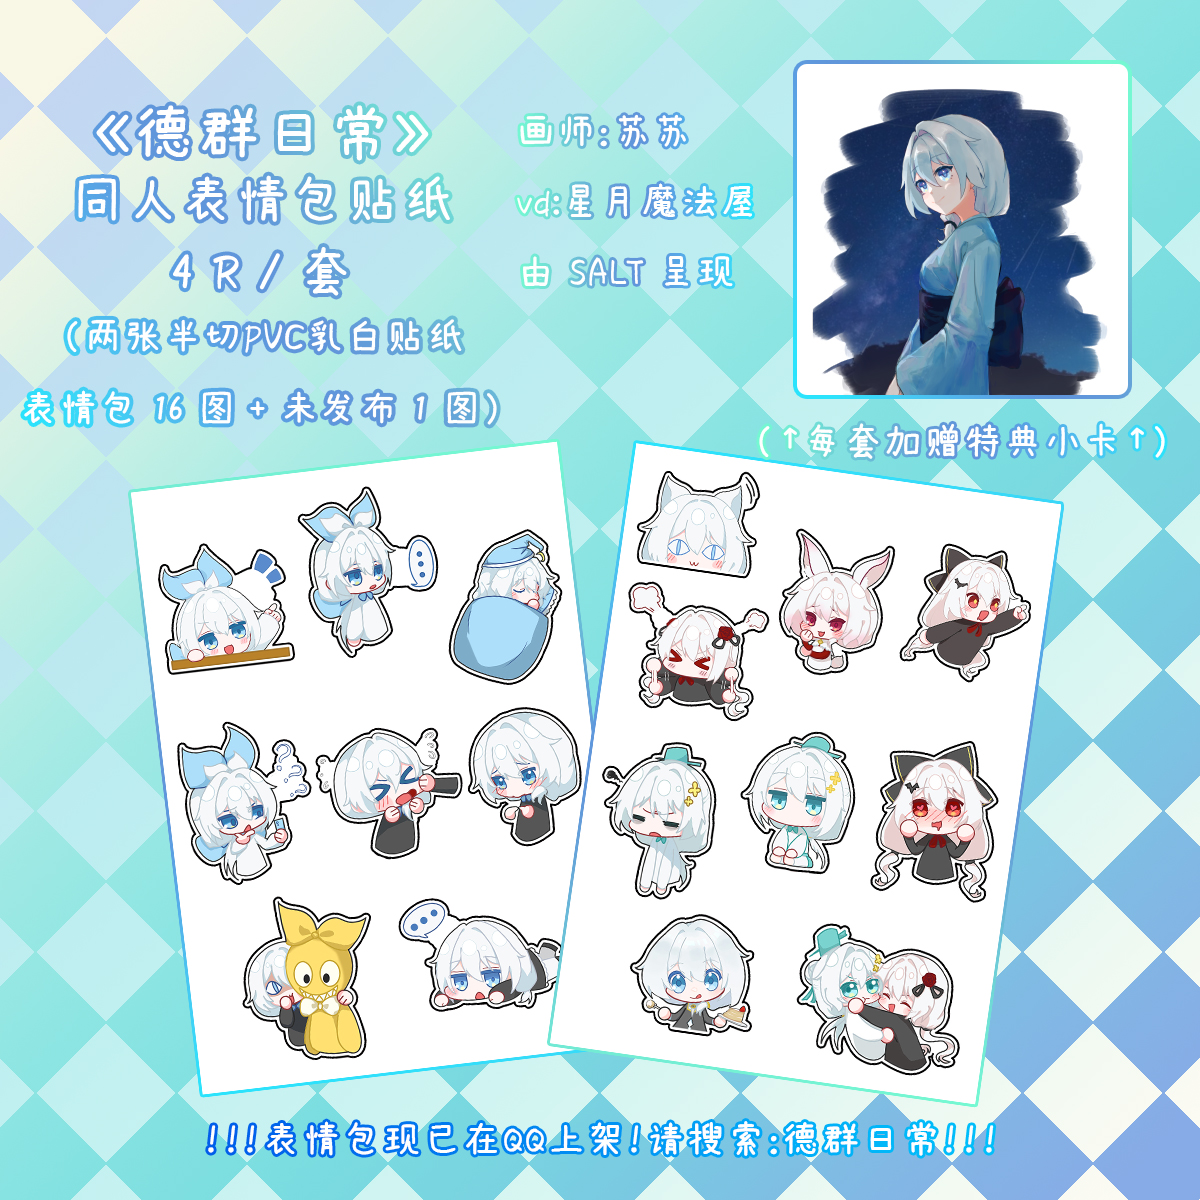 《德群日常》
同人表情包贴纸
4R/套
(两张半切PVC乳白贴纸
表情包 16 图 + 未发布 1 图)
画师:苏苏
vd:星月魔法屋
由 SALT 呈现
(↑每套加赠特典小卡↑)
!!!表情包现已在QQ上架!请搜索:德群日常!!!